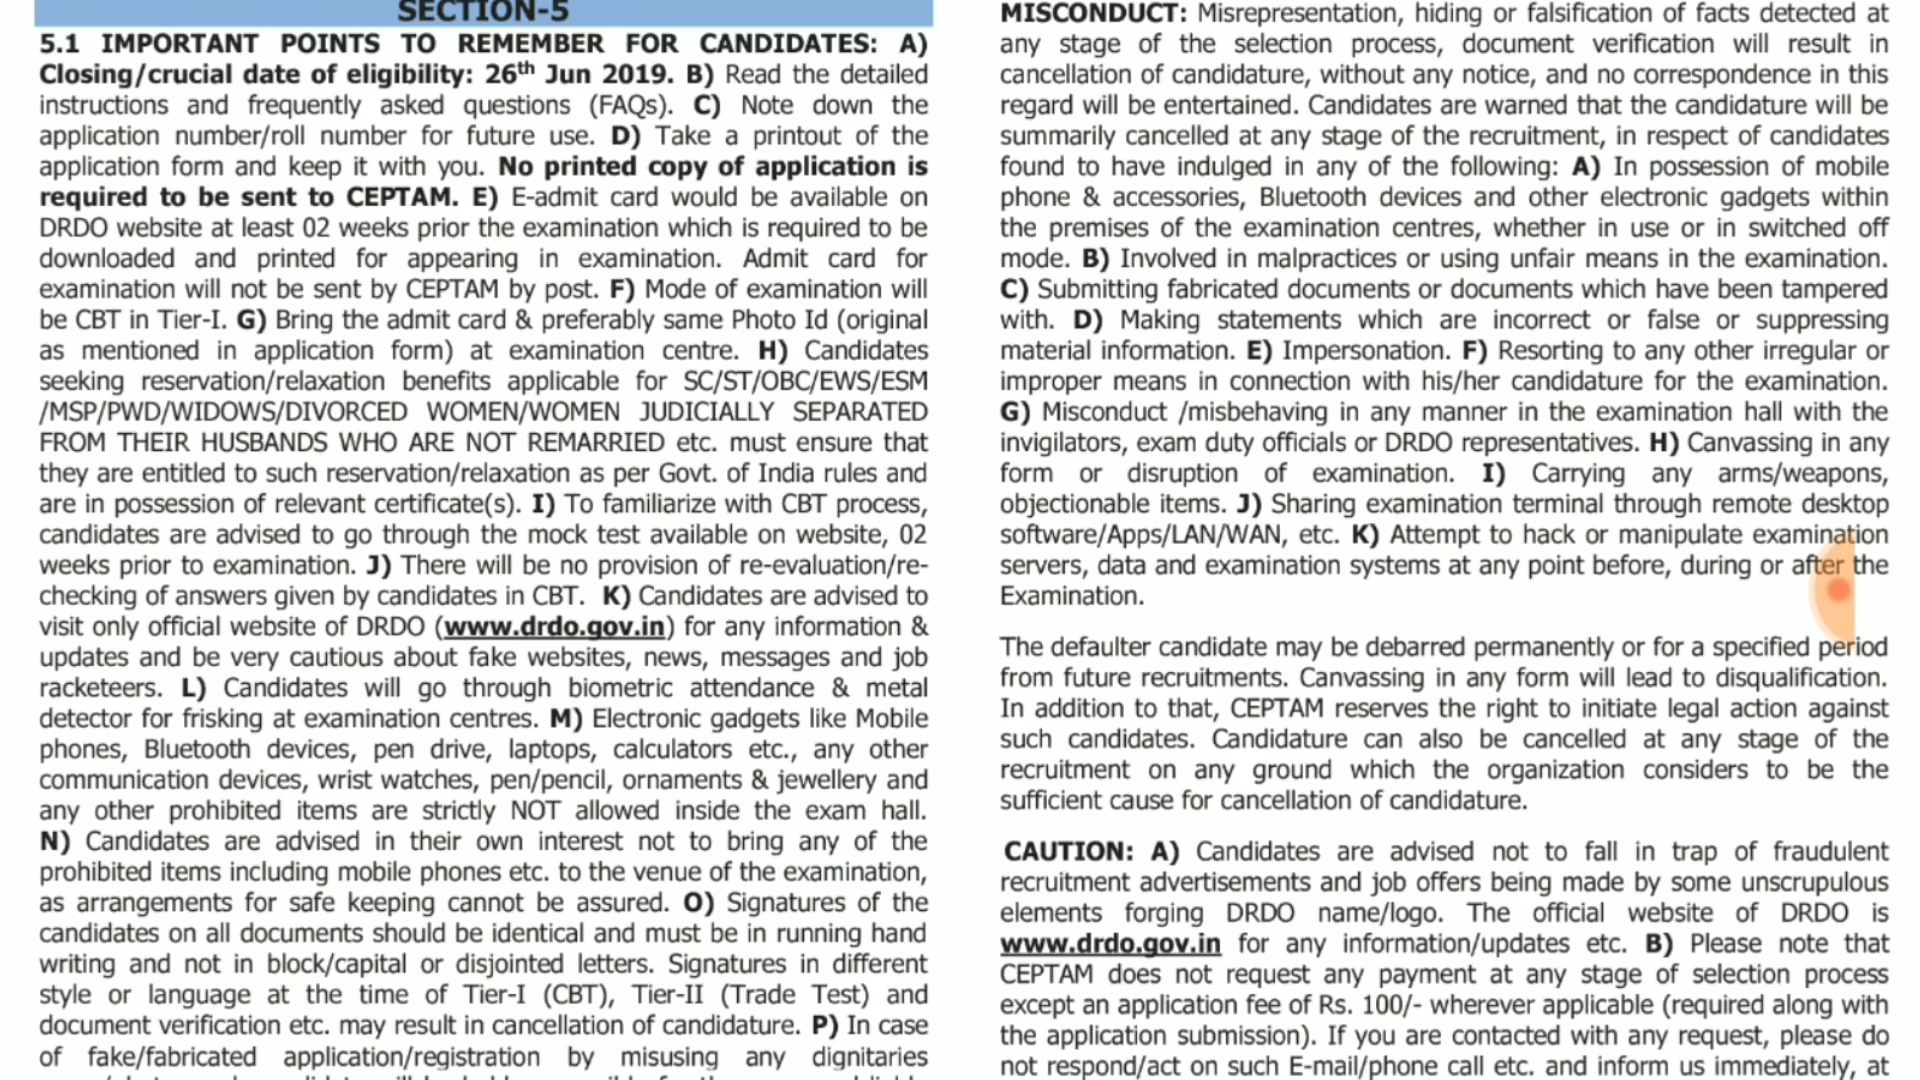 SECTION-5
5.1 IMPORTANT POINTS TO REMEMBER FOR CANDIDATES: A)
Closing/crucial date of eligibility: 26th Jun 2019. B) Read the detailed
instructions and frequently asked questions (FAQs). C) Note down the
application number/roll number for future use. D) Take a printout of the
application form and keep it with you. No printed copy of application is
required to be sent to CEPTAM. E) E-admit card would be available on
DRDO website at least 02 weeks prior the examination which is required to be
downloaded and printed for appearing in examination. Admit card for
examination will not be sent by CEPTAM by post. F) Mode of examination will
be CBT in Tier-I. G) Bring the admit card & preferably same Photo Id (original
as mentioned in application form) at examination centre. H) Candidates
seeking reservation/relaxation benefits applicable for SC/ST/OBC/EWS/ESM
/MSP/PWD/WIDOWS/DIVORCED WOMEN/WOMEN JUDICIALLY SEPARATED
FROM THEIR HUSBANDS WHO ARE NOT REMARRIED etc. must ensure that
they are entitled to such reservation/relaxation as per Govt. of India rules and
are in possession of relevant certificate(s). I) To familiarize with CBT process,
candidates are advised to go through the mock test available on website, 02
weeks prior to examination. J) There will be no provision of re-evaluation/re-
checking of answers given by candidates in CBT. K) Candidates are advised to
visit only official website of DRDO (www.drdo.gov.in) for any information &
updates and be very cautious about fake websites, news, messages and job
racketeers. L) Candidates will go through biometric attendance & metal
detector for frisking at examination centres. M) Electronic gadgets like Mobile
phones, Bluetooth devices, pen drive, laptops, calculators etc., any other
communication devices, wrist watches, pen/pencil, ornaments & jewellery and
any other prohibited items are strictly NOT allowed inside the exam hall.
N) Candidates are advised in their own interest not to bring any of the
prohibited items including mobile phones etc. to the venue of the examination,
as arrangements for safe keeping cannot be assured. O) Signatures of the
candidates on all documents should be identical and must be in running hand
writing and not in block/capital or disjointed letters. Signatures in different
style or language at the time of Tier-I (CBT), Tier-II (Trade Test) and
document verification etc. may result in cancellation of candidature. P) In case
of fake/fabricated application/registration by misusing any dignitaries
MISCONDUCT: Misrepresentation, hiding or falsification of facts detected at
any stage of the selection process, document verification will result in
cancellation of candidature, without any notice, and no correspondence in this
regard will be entertained. Candidates are warned that the candidature will be
summarily cancelled at any stage of the recruitment, in respect of candidates
found to have indulged in any of the following: A) In possession of mobile
phone & accessories, Bluetooth devices and other electronic gadgets within
the premises of the examination centres, whether in use or in switched off
mode. B) Involved in malpractices or using unfair means in the examination.
C) Submitting fabricated documents or documents which have been tampered
with. D) Making statements which are incorrect or false or suppressing
material information. E) Impersonation. F) Resorting to any other irregular or
improper means in connection with his/her candidature for the examination.
G) Misconduct /misbehaving in any manner in the examination hall with the
invigilators, exam duty officials or DRDO representatives. H) Canvassing in any
form or disruption of examination. I) Carrying any arms/weapons,
objectionable items. J) Sharing examination terminal through remote desktop
software/Apps/LAN/WAN, etc. K) Attempt to hack or manipulate examination
servers, data and examination systems at any point before, during or after the
Examination.
The defaulter candidate may be debarred permanently or for a specified period
from future recruitments. Canvassing in any form will lead to disqualification.
In addition to that, CEPTAM reserves the right to initiate legal action against
such candidates. Candidature can also be cancelled at any stage of the
recruitment on any ground which the organization considers to be the
sufficient cause for cancellation of candidature.
CAUTION: A) Candidates are advised not to fall in trap of fraudulent
recruitment advertisements and job offers being made by some unscrupulous
elements forging DRDO name/logo. The official website of DRDO is
www.drdo.gov.in for any information/updates etc. B) Please note that
CEPTAM does not request any payment at any stage of selection process
except an application fee of Rs. 100/- wherever applicable (required along with
the application submission). If you are contacted with any request, please do
not respond/act on such E-mail/phone call etc. and inform us immediately, at